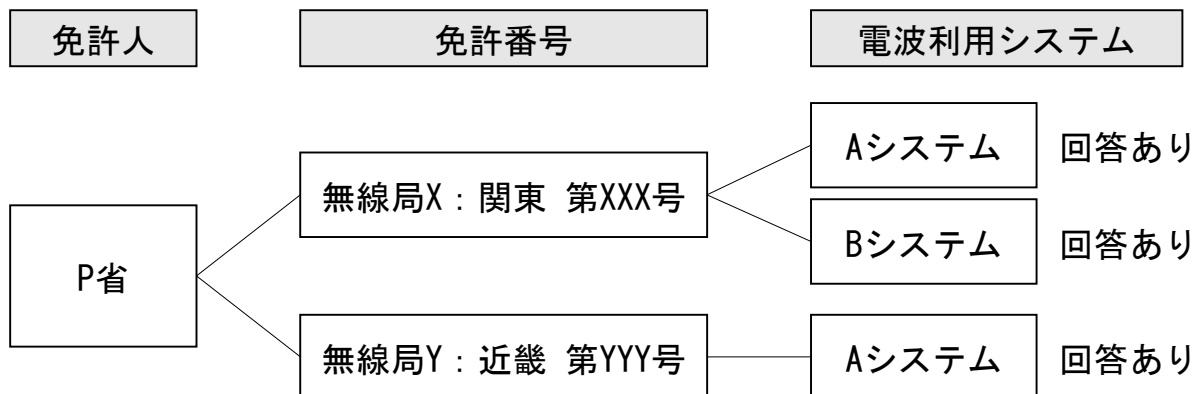 免許人 免許番号 電波利用システム
Aシステム 回答あり
無線局X：関東 第XXX号
Bシステム 回答あり
P省
無線局Y：近畿 第YYY号 Aシステム 回答あり